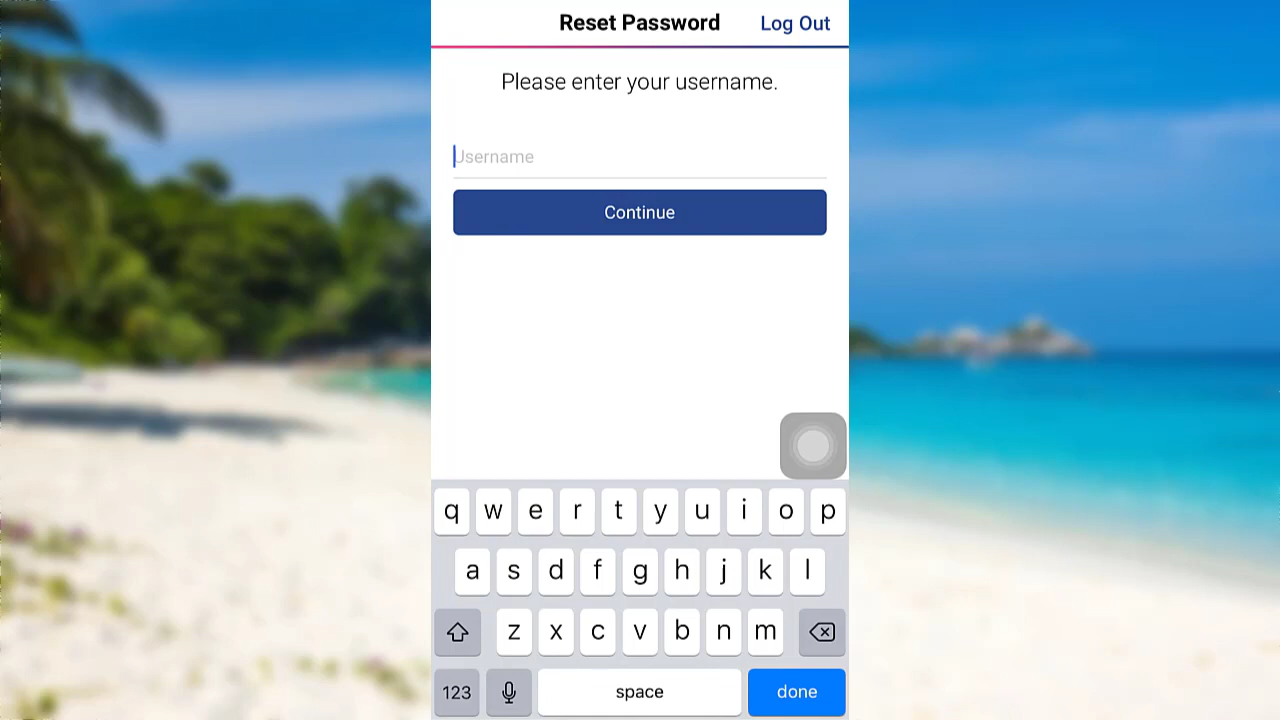 Reset Password Log Out
Please enter your username.
Username
Continue
q w e r t y u i o p
a s d f g h j k l
z x c v b n m
123 space done